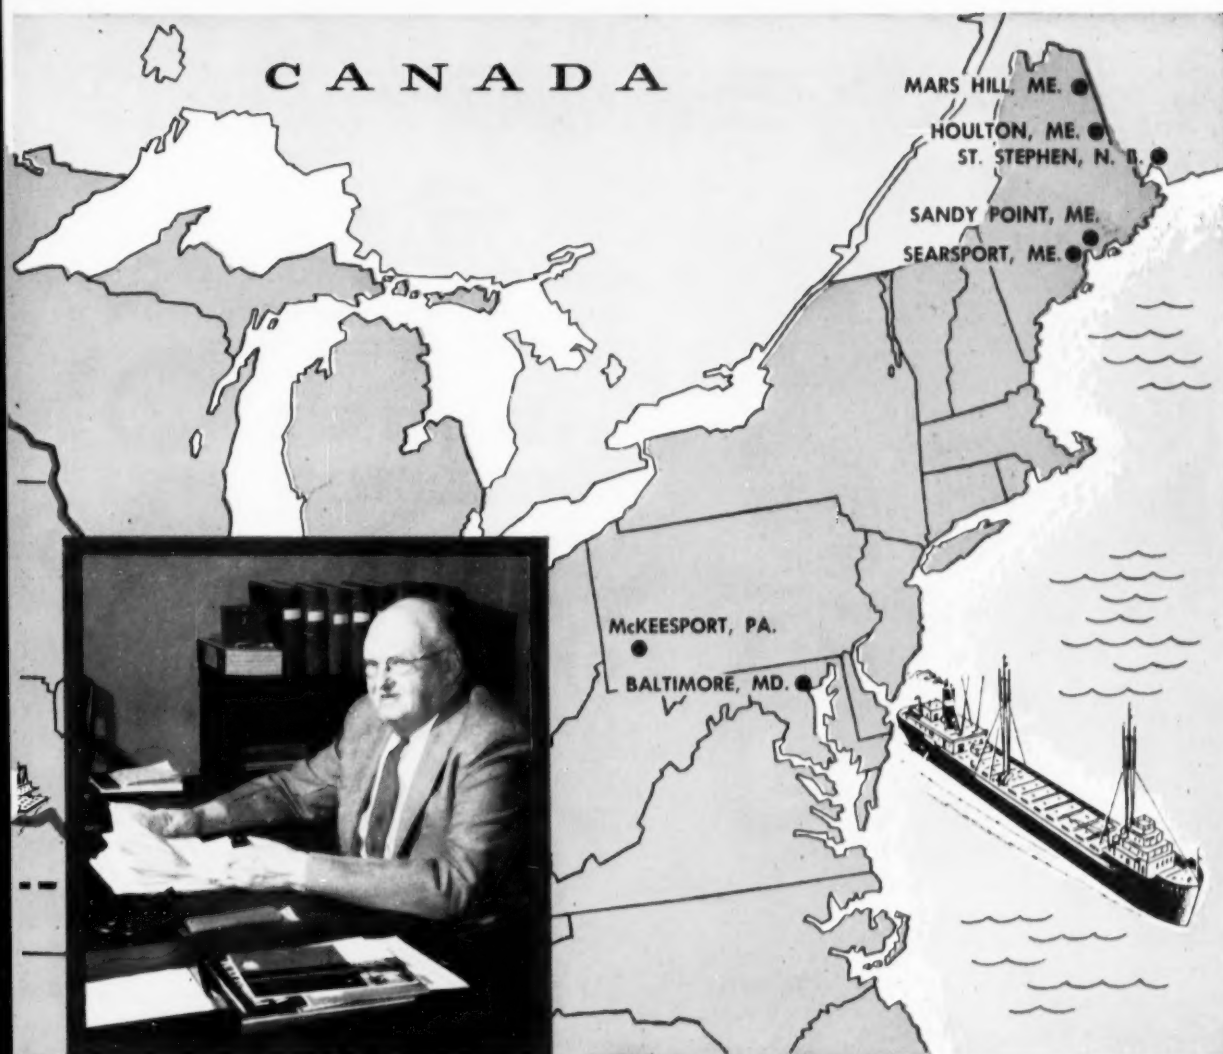 CANADA
MARS HILL, ME.
HOULTON, ME.
ST. STEPHEN, N. B.
SANDY POINT, ME.
SEARSPORT, ME.
McKEESPORT, PA.
BALTIMORE, MD.